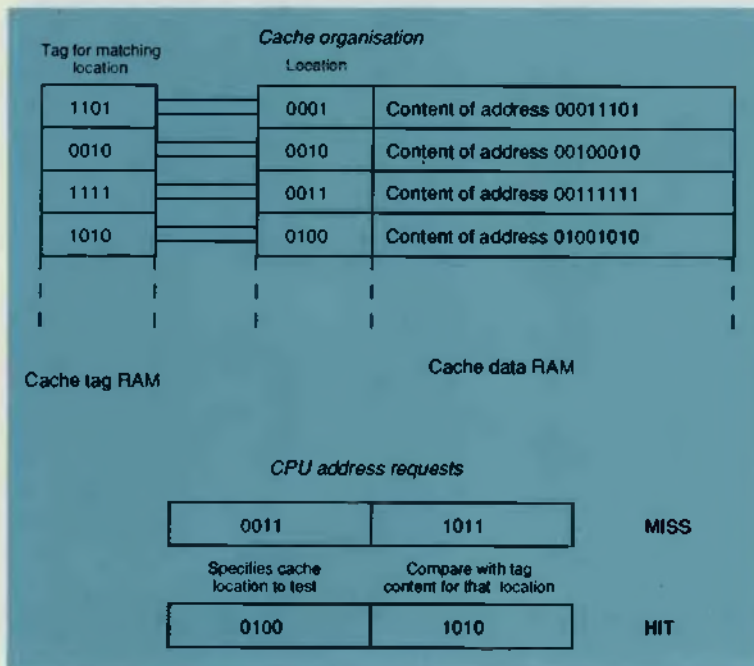 Cache organisation
Tag for matching
location
Location
1101 0001 Content of address 00011101
0010 0010 Content of address 00100010
1111 0011 Content of address 00111111
1010 0100 Content of address 01001010
Cache tag RAM
Cache data RAM
CPU address requests
0011 1011 MISS
Specifies cache
location to test
Compare with tag
content for that location
0100 1010 HIT